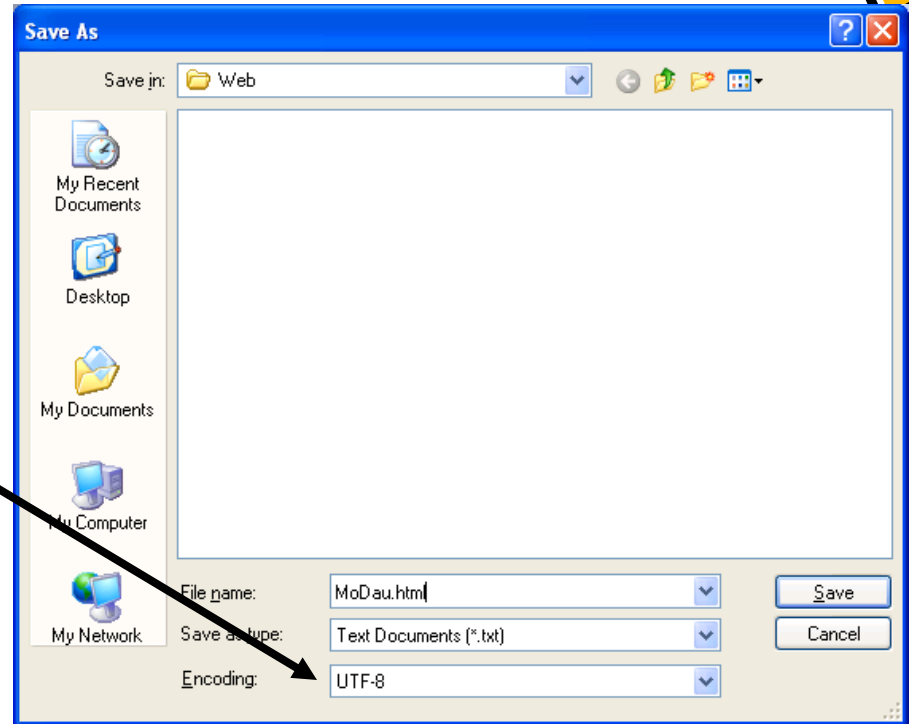 Save As
Save in: Web
My Recent
Documents
Desktop
My Documents
My Computer
My Network
File name: MoDau.html
Save as type: Text Documents (*.txt)
Encoding: UTF-8
Save
Cancel